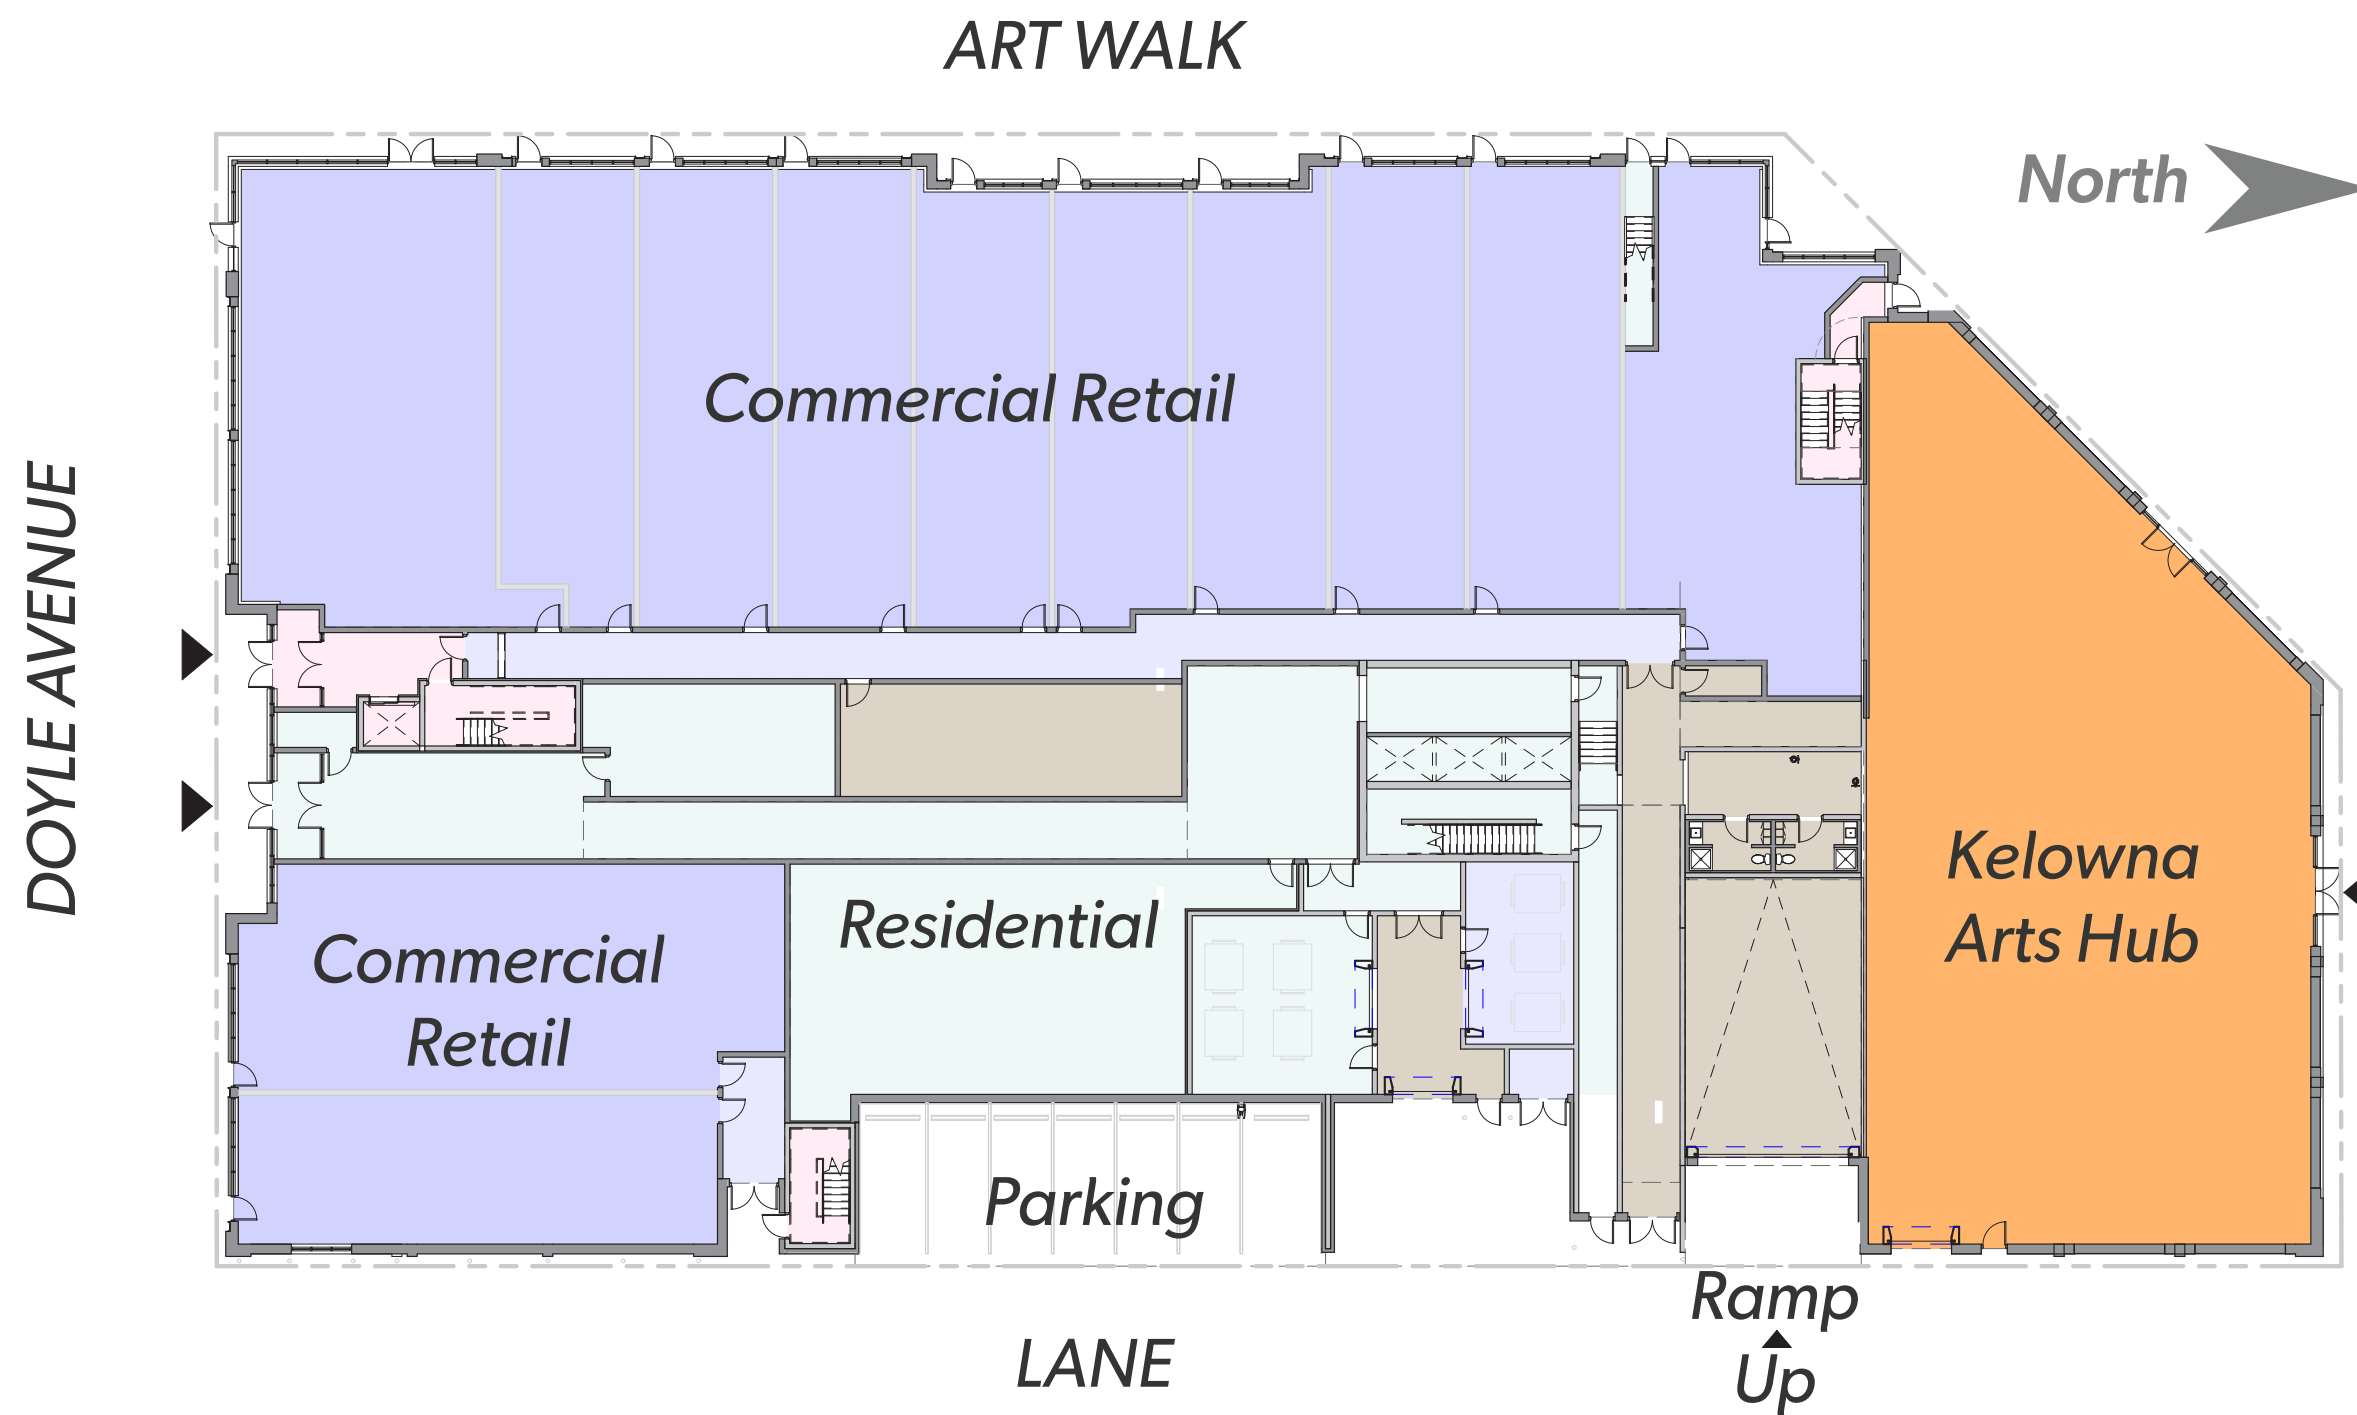 ART WALK
North
Commercial Retail
DOYLE AVENUE
Kelowna
Arts Hub
Residential
Commercial
Retail
Parking
Ramp
Up
LANE